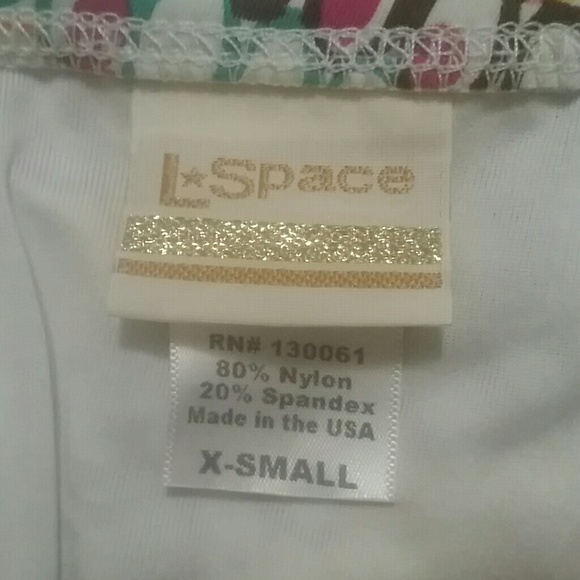 L*Space
RN# 130061
80% Nylon
20% Spandex
Made in the USA
X-SMALL